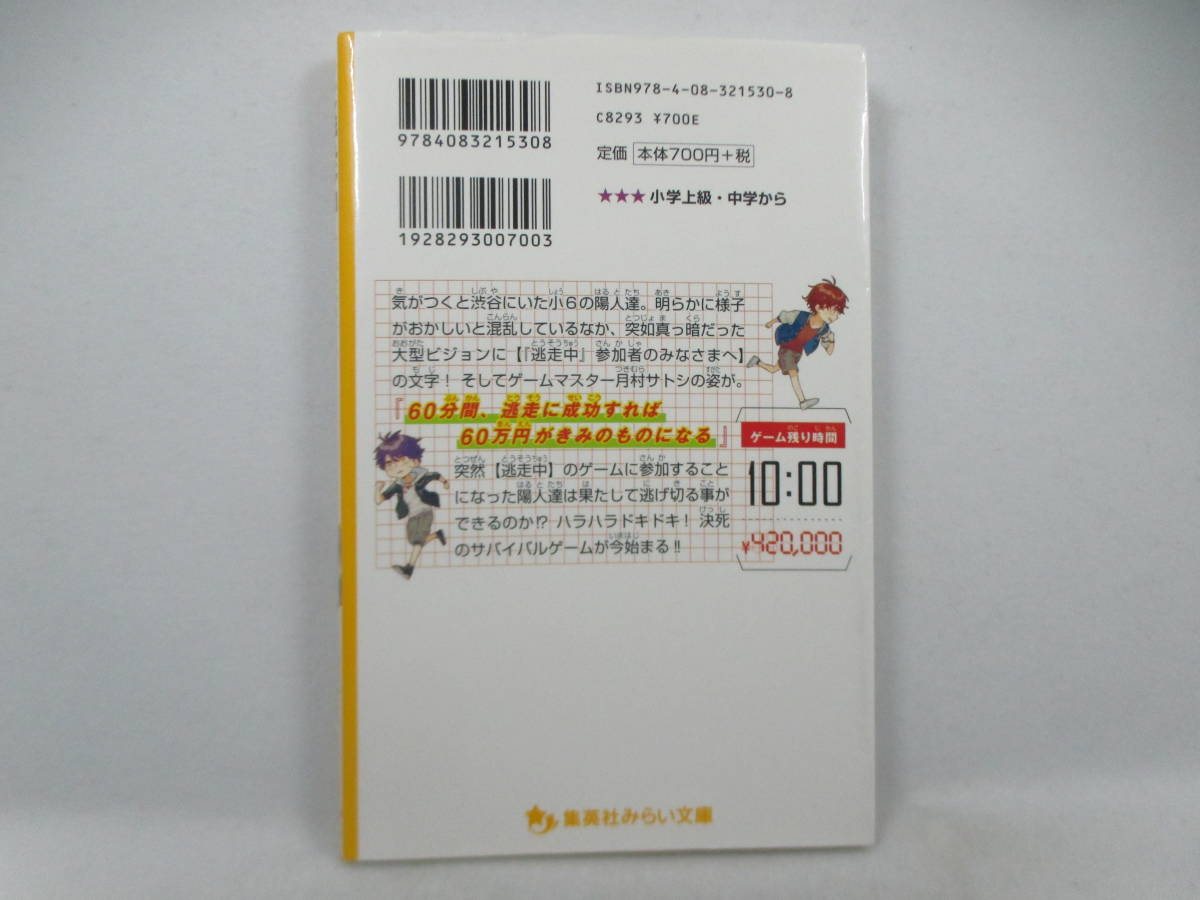 ISBN978-4-08-321530-8
C8293 ¥700E
9784083215308
定価 本体700円+税
★★★小学上級・中学から
1928293007003
気がつくと渋谷にいた小6の陽人達。明らかに様子
がおかしいと混乱しているなか、突如真っ暗だった
大型ビジョンに【『逃走中』参加者のみなさまへ】
の文字! そしてゲームマスター月村サトシの姿が。
『60分間、逃走に成功すれば
60万円がきみのものになる』
突然【逃走中】のゲームに参加すること
になった陽人達は果たして逃げ切る事が
できるのか!? ハラハラドキドキ! 決死
のサバイバルゲームが今始まる!!
ゲーム残り時間
10:00
¥420,000
集英社みらい文庫